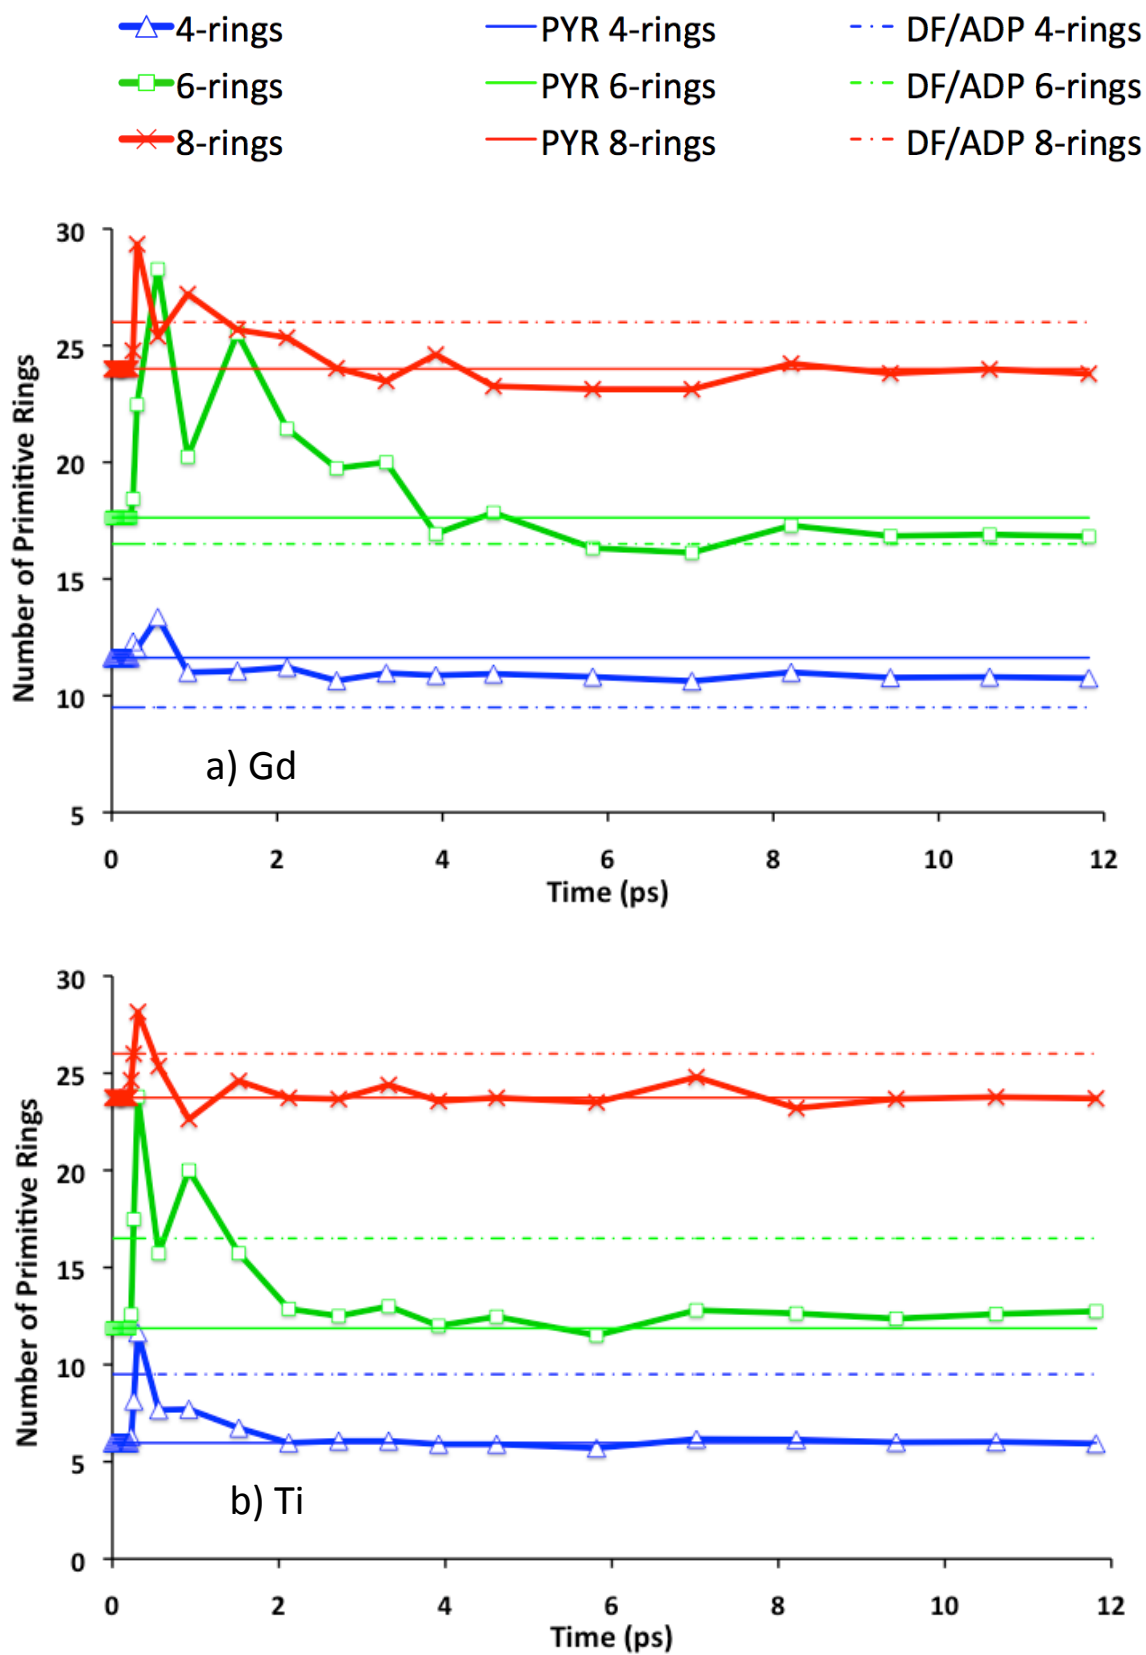 4-rings PYR 4-rings DF/ADP 4-rings
6-rings PYR 6-rings DF/ADP 6-rings
8-rings PYR 8-rings DF/ADP 8-rings
30
25
20
15
10
5
Number of Primitive Rings
a) Gd
0 2 4 6 8 10 12
Time (ps)
30
25
20
15
10
5
0
Number of Primitive Rings
b) Ti
0 2 4 6 8 10 12
Time (ps)